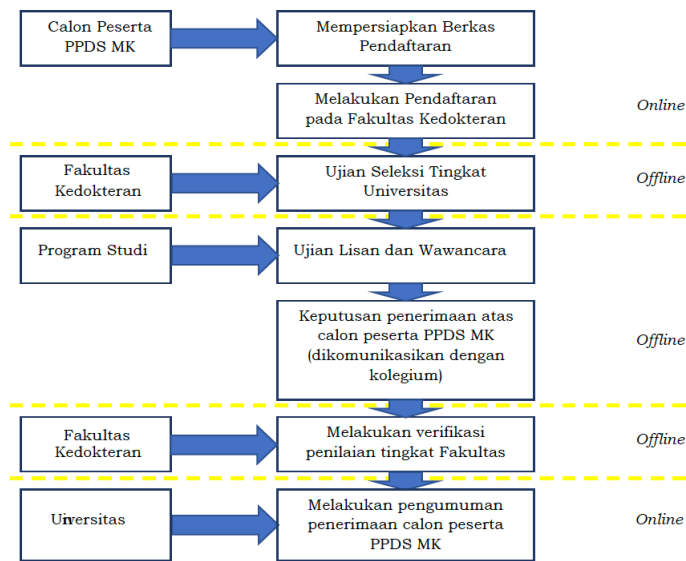 Calon Peserta
PPDS MK
Mempersiapkan Berkas
Pendaftaran
Melakukan Pendaftaran
pada Fakultas Kedokteran
Online
Fakultas
Kedokteran
Ujian Seleksi Tingkat
Universitas
Offline
Program Studi
Ujian Lisan dan Wawancara
Keputusan penerimaan atas
calon peserta PPDS MK
(dikomunikasikan dengan
kolegium)
Offline
Fakultas
Kedokteran
Melakukan verifikasi
penilaian tingkat Fakultas
Offline
Universitas
Melakukan pengumuman
penerimaan calon peserta
PPDS MK
Online